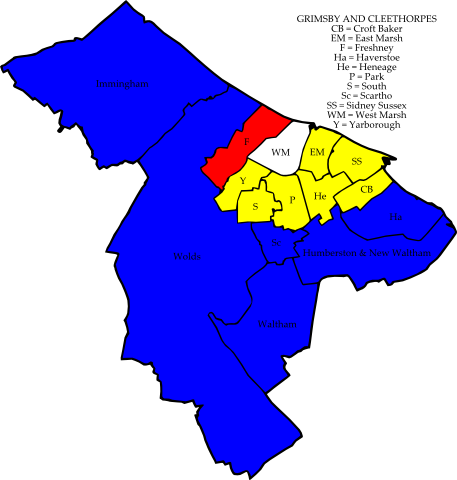 GRIMSBY AND CLEETHORPES
CB = Croft Baker
EM = East Marsh
F = Freshney
Ha = Haverstoe
He = Heneage
P = Park
S = South
Sc = Scartho
SS = Sidney Sussex
WM = West Marsh
Y = Yarborough
Immingham
F
WM
EM
SS
Y
He
CB
P
S
Ha
Sc
Wolds
Humberston & New Waltham
Waltham